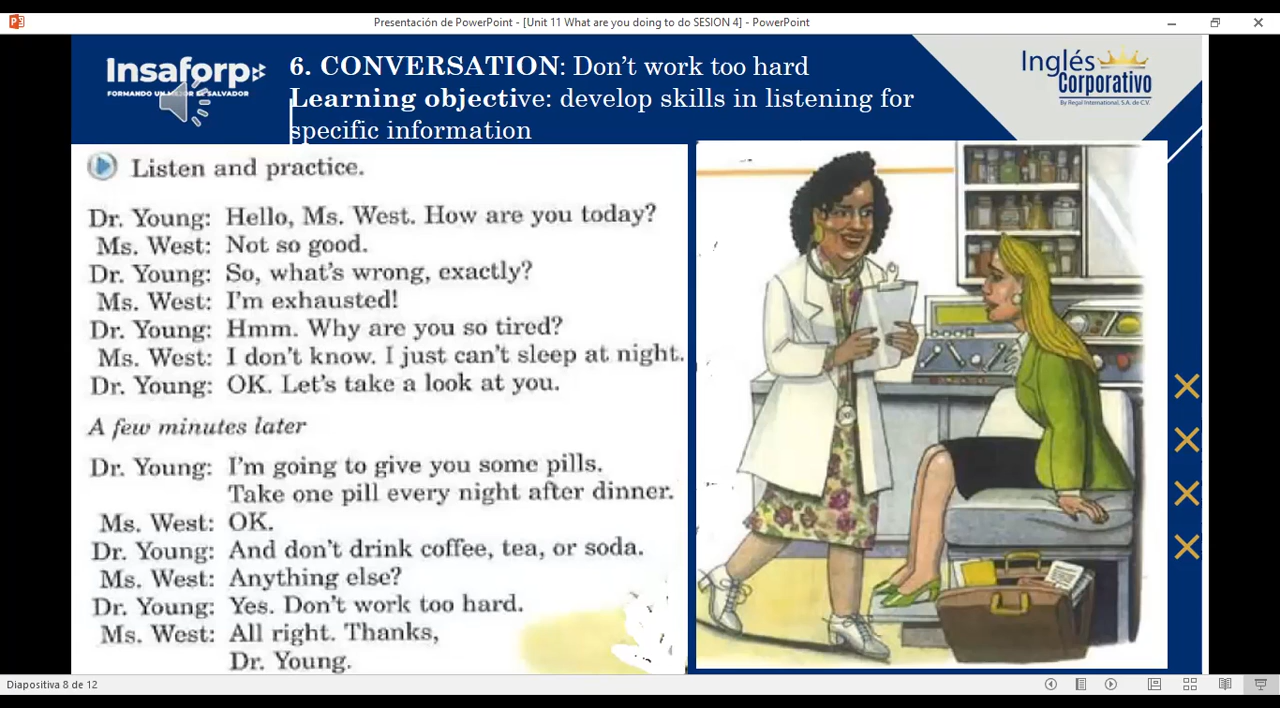 Presentación de PowerPoint - [Unit 11 What are you doing to do SESION 4] - PowerPoint
Insaforp
FORMANDO UN MEJOR EL SALVADOR
6. CONVERSATION: Don't work too hard
Learning objective: develop skills in listening for
specific information
Inglés
Corporativo
By Regal International, S.A. de C.V.
Listen and practice.
Dr. Young: Hello, Ms. West. How are you today?
Ms. West: Not so good.
Dr. Young: So, what's wrong, exactly?
Ms. West: I'm exhausted!
Dr. Young: Hmm. Why are you so tired?
Ms. West: I don't know. I just can't sleep at night.
Dr. Young: OK. Let's take a look at you.
A few minutes later
Dr. Young: I'm going to give you some pills.
Take one pill every night after dinner.
Ms. West: OK.
Dr. Young: And don't drink coffee, tea, or soda.
Ms. West: Anything else?
Dr. Young: Yes. Don't work too hard.
Ms. West: All right. Thanks,
Dr. Young.
Diapositiva 8 de 12